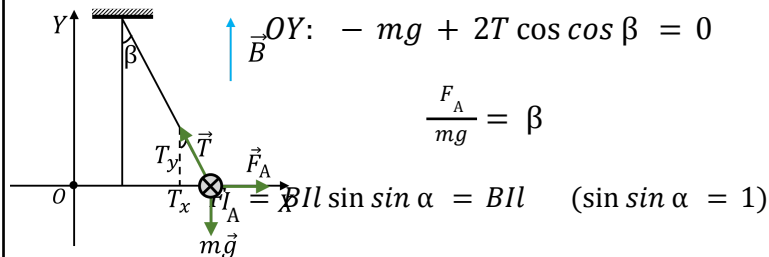 Y
β
B⃗
OY: − mg + 2T cos cos β = 0
F_A / mg = β
T_y
T⃗
F⃗_A
O
T_x
I
X
F_A = BIl sin sin α = BIl (sin sin α = 1)
mg⃗